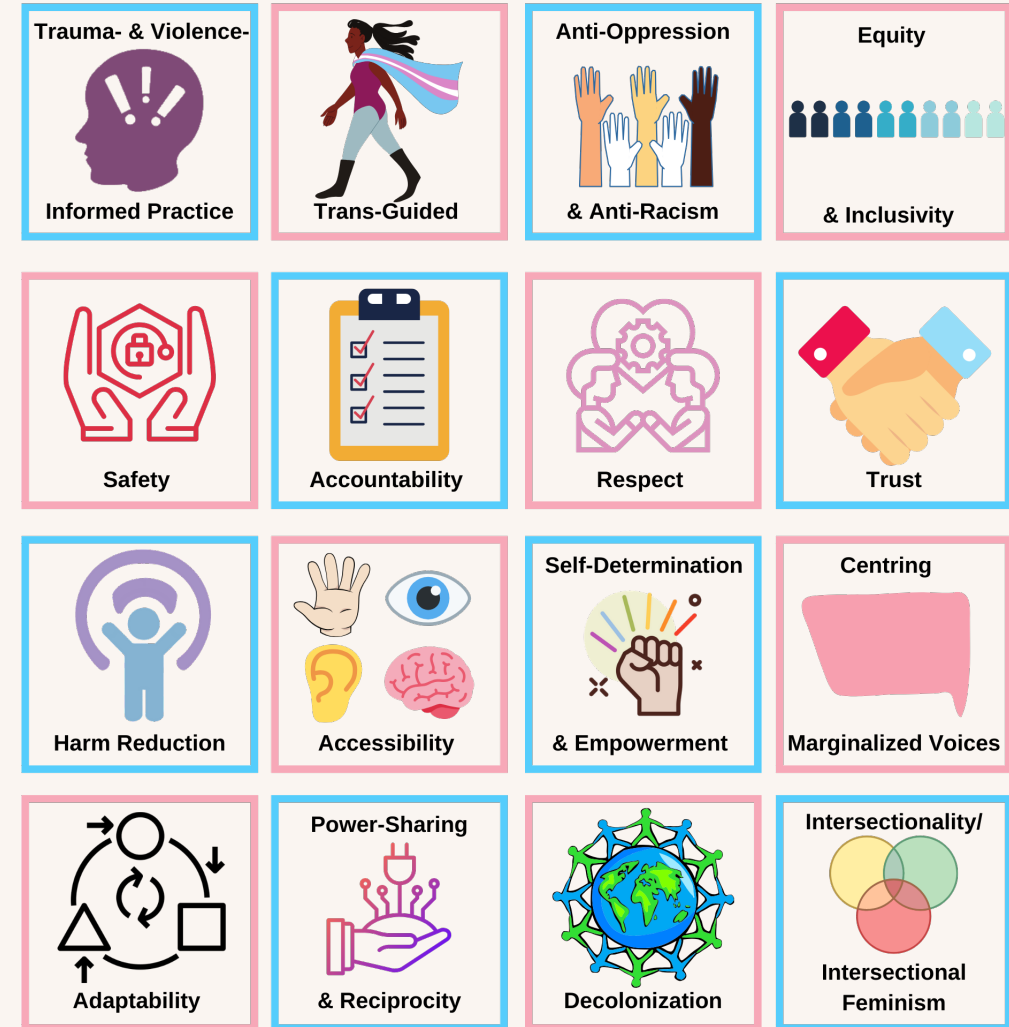 Trauma- & Violence-
Informed Practice
Trans-Guided
Anti-Oppression
& Anti-Racism
Equity
& Inclusivity
Safety
Accountability
Respect
Trust
Harm Reduction
Accessibility
Self-Determination
& Empowerment
Centring
Marginalized Voices
Adaptability
Power-Sharing
& Reciprocity
Decolonization
Intersectionality/
Intersectional
Feminism